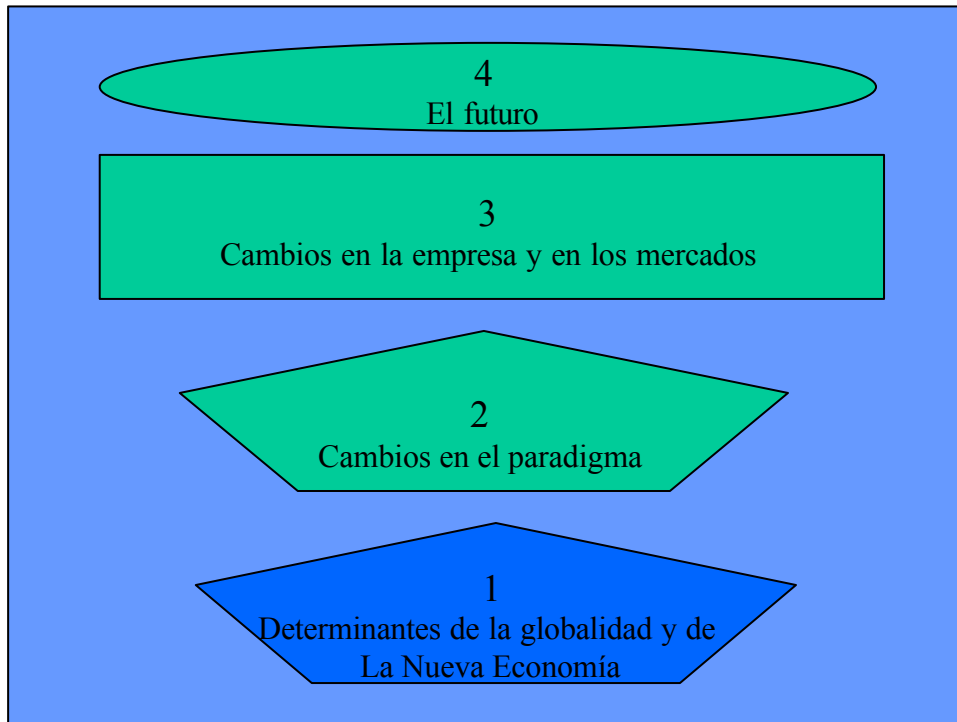 4
El futuro
3
Cambios en la empresa y en los mercados
2
Cambios en el paradigma
1
Determinantes de la globalidad y de
La Nueva Economía